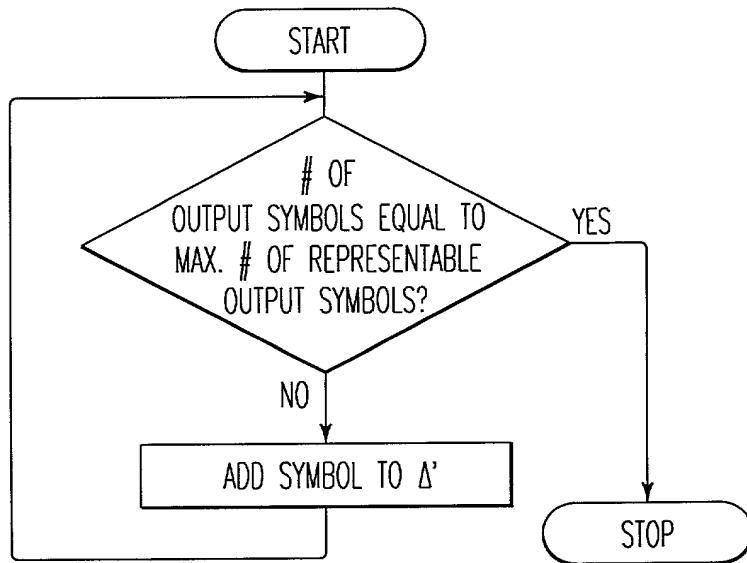 START
# OF
OUTPUT SYMBOLS EQUAL TO
MAX. # OF REPRESENTABLE
OUTPUT SYMBOLS?
YES
NO
ADD SYMBOL TO Δ'
STOP